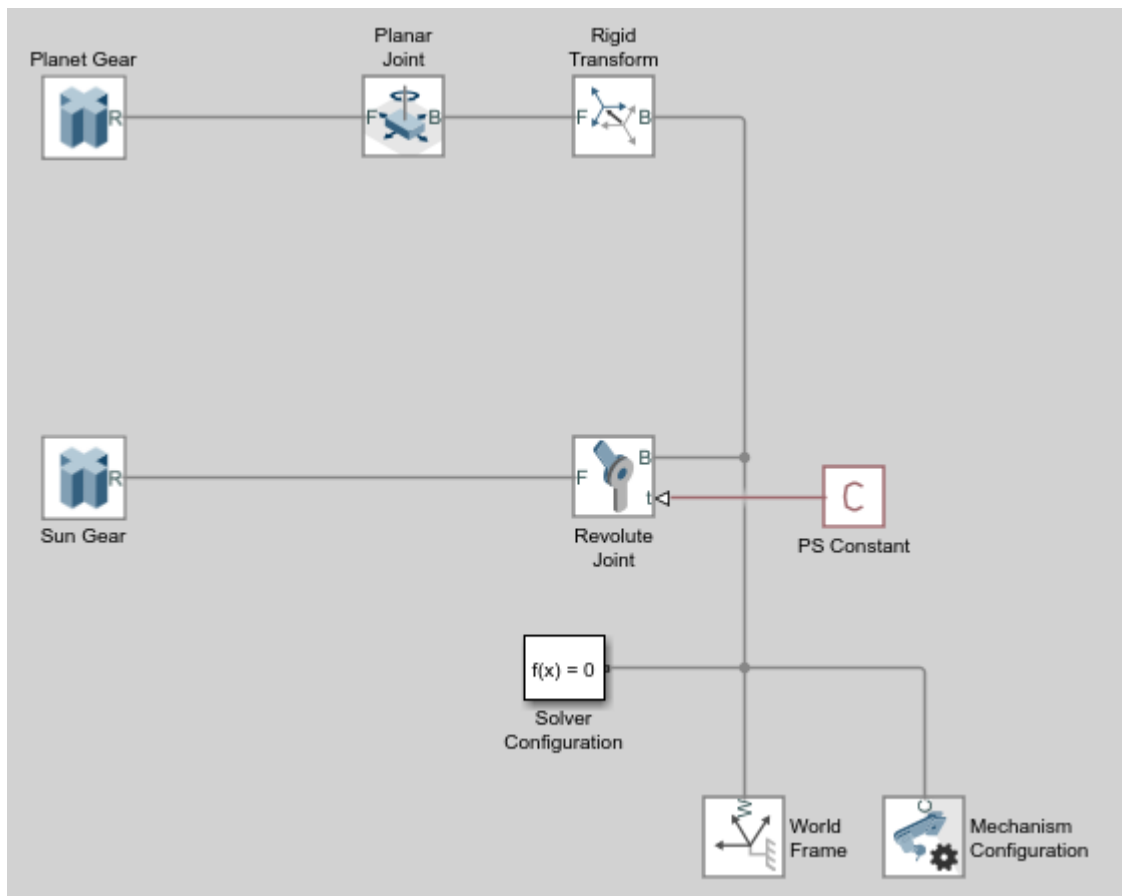 Planet Gear
R
Planar
Joint
F
B
Rigid
Transform
F
B
Sun Gear
R
F
B
t
Revolute
Joint
C
PS Constant
f(x) = 0
Solver
Configuration
W
World
Frame
C
Mechanism
Configuration